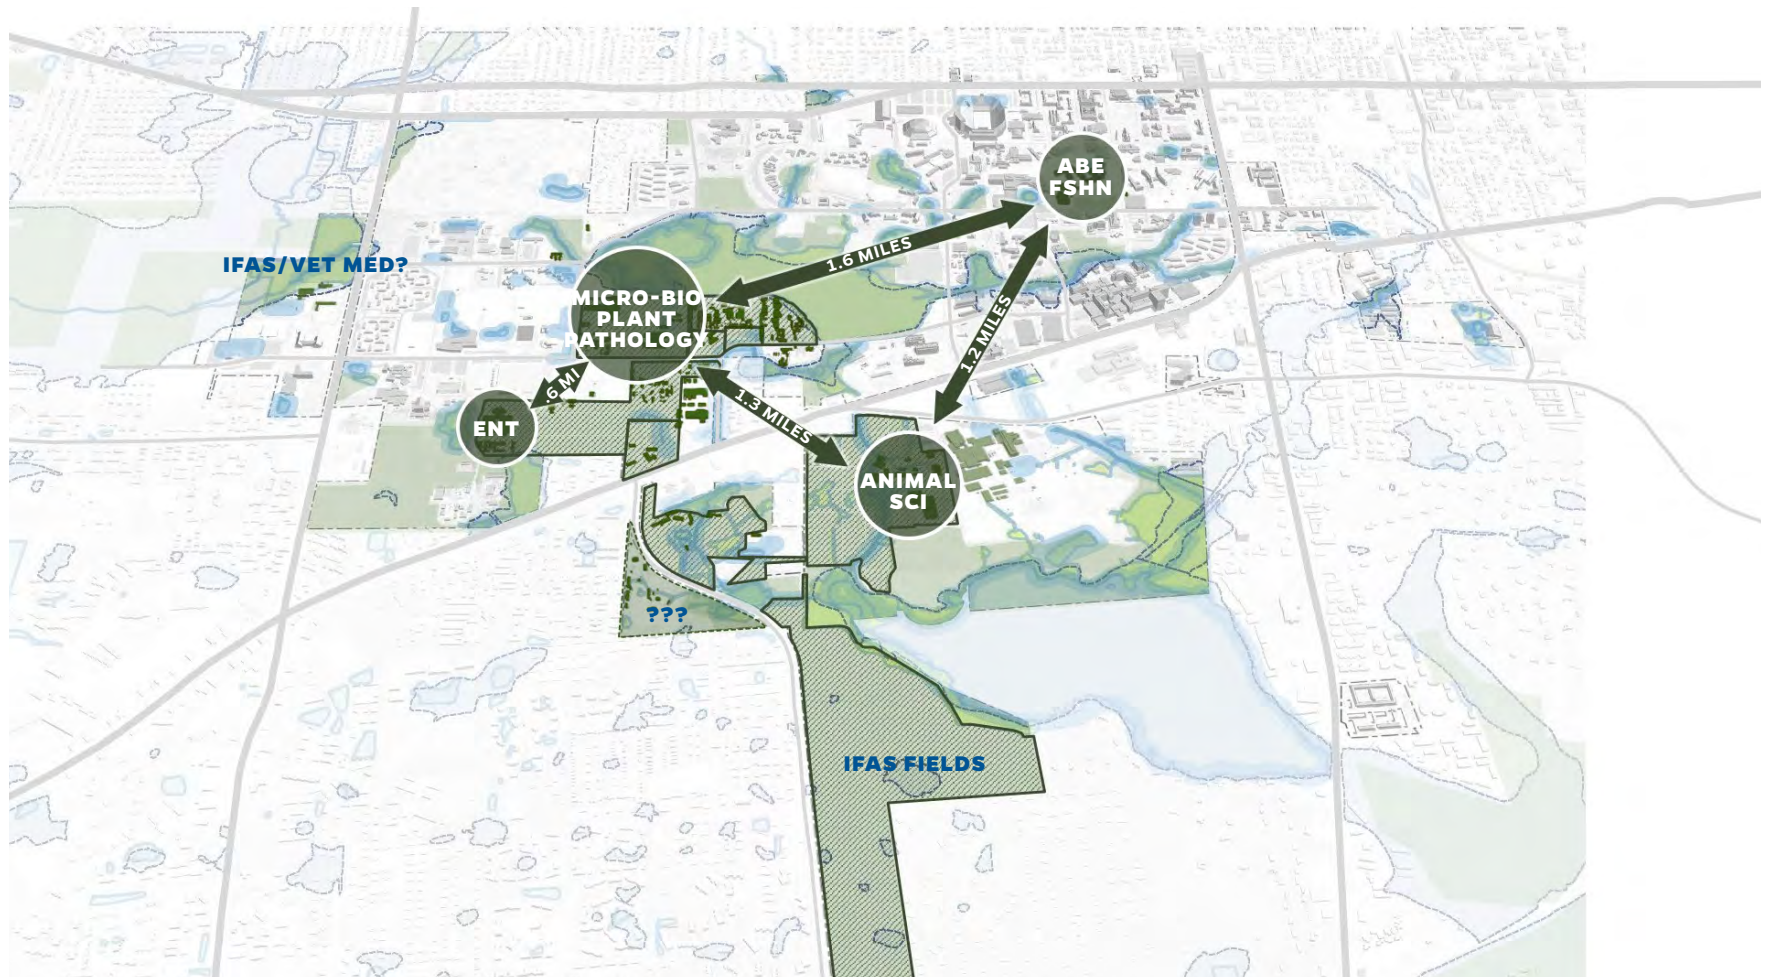 ABE
FSHN
1.6 MILES
IFAS/VET MED?
MICRO-BIO
PLANT
PATHOLOGY
1.2 MILES
.6 MI
1.3 MILES
ENT
ANIMAL
SCI
???
IFAS FIELDS